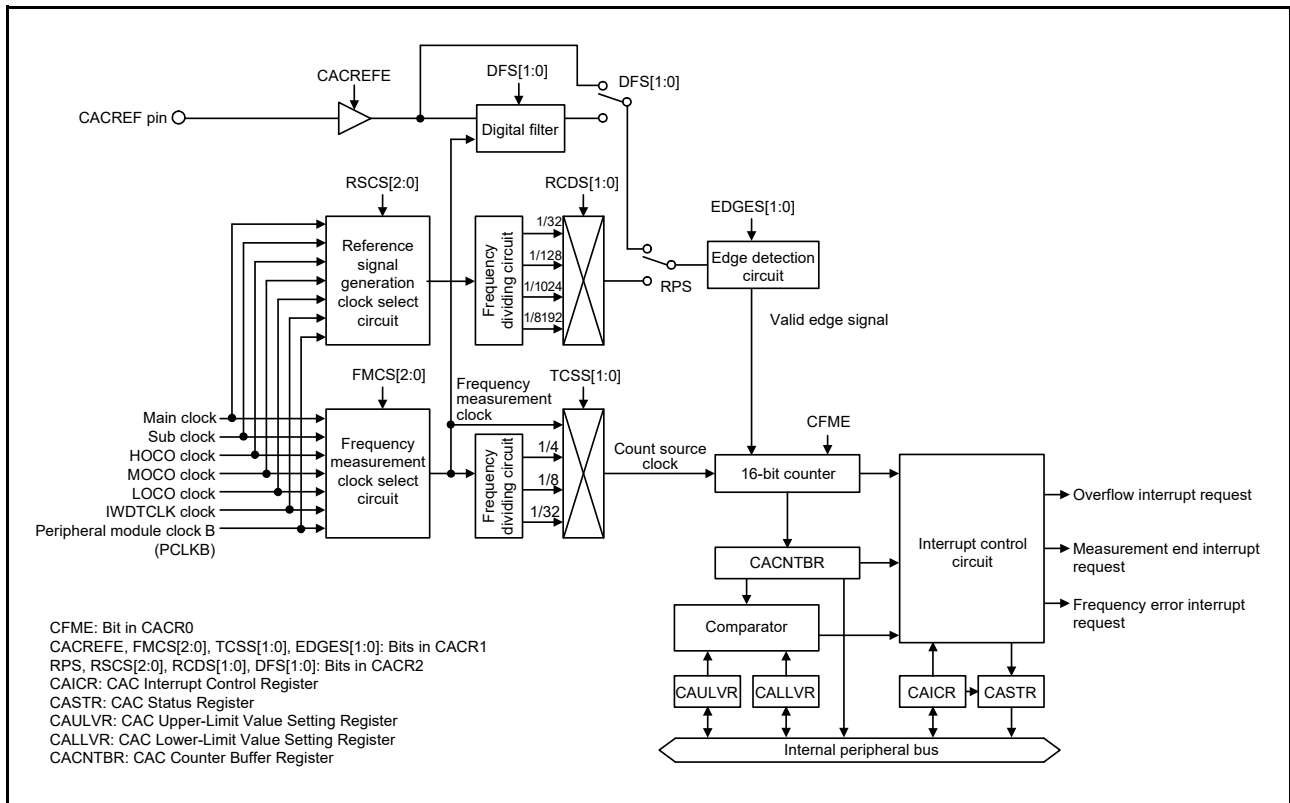 CACREFE
DFS[1:0]
DFS[1:0]
CACREF pin
Digital filter
RSCS[2:0]
RCDS[1:0]
EDGES[1:0]
Reference
signal
generation
clock select
circuit
Frequency
dividing circuit
1/32
1/128
1/1024
1/8192
RPS
Edge detection
circuit
Valid edge signal
FMCS[2:0]
Frequency
measurement
clock
TCSS[1:0]
Main clock
Sub clock
HOCO clock
MOCO clock
LOCO clock
IWDTCLK clock
Peripheral module clock B
(PCLKB)
Frequency
measurement
clock select
circuit
Frequency
dividing circuit
1/4
1/8
1/32
Count source
clock
CFME
16-bit counter
CACNTBR
Comparator
Interrupt control
circuit
Overflow interrupt request
Measurement end interrupt
request
Frequency error interrupt
request
CAULVR
CALLVR
CAICR
CASTR
Internal peripheral bus
CFME: Bit in CACR0
CACREFE, FMCS[2:0], TCSS[1:0], EDGES[1:0]: Bits in CACR1
RPS, RSCS[2:0], RCDS[1:0], DFS[1:0]: Bits in CACR2
CAICR: CAC Interrupt Control Register
CASTR: CAC Status Register
CAULVR: CAC Upper-Limit Value Setting Register
CALLVR: CAC Lower-Limit Value Setting Register
CACNTBR: CAC Counter Buffer Register